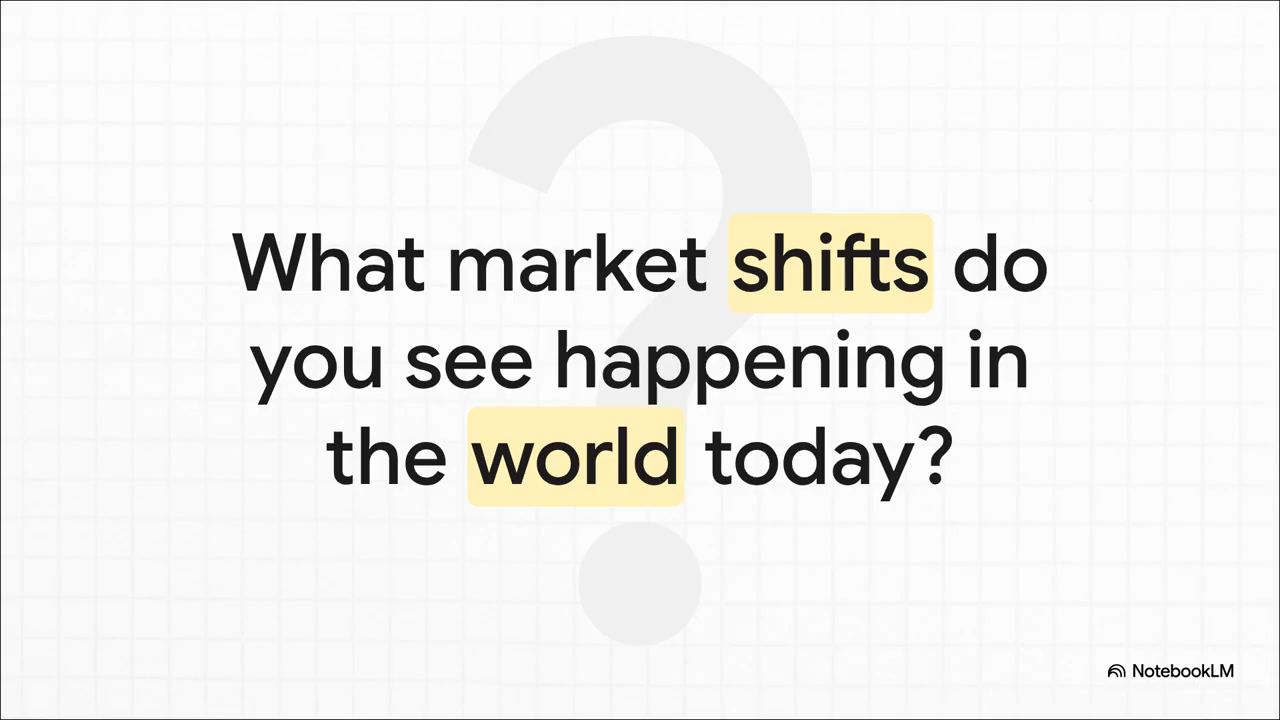 What market shifts do
you see happening in
the world today?
NotebookLM